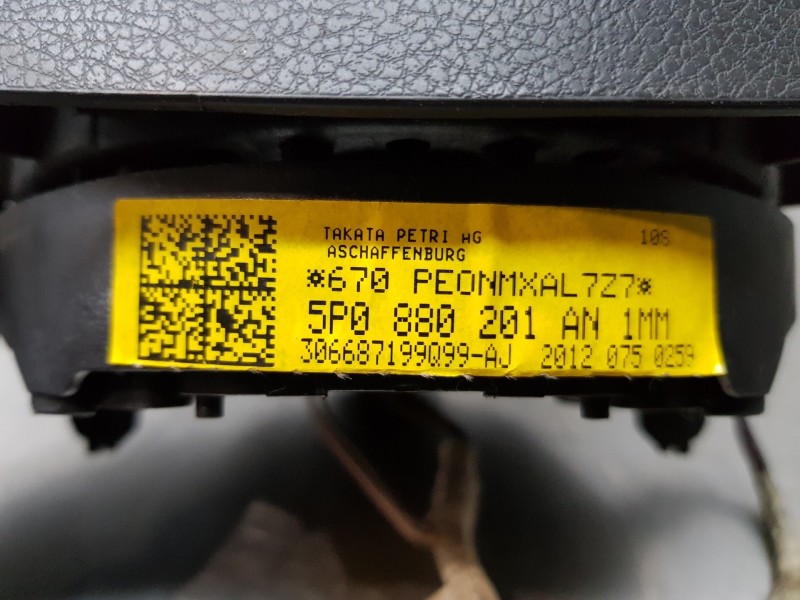 TAKATA PETRI AG 10S
ASCHAFFENBURG
*670 PEONMXAL7Z7*
5P0 880 201 AN 1MM
306687199Q99-AJ 2012 075 0259